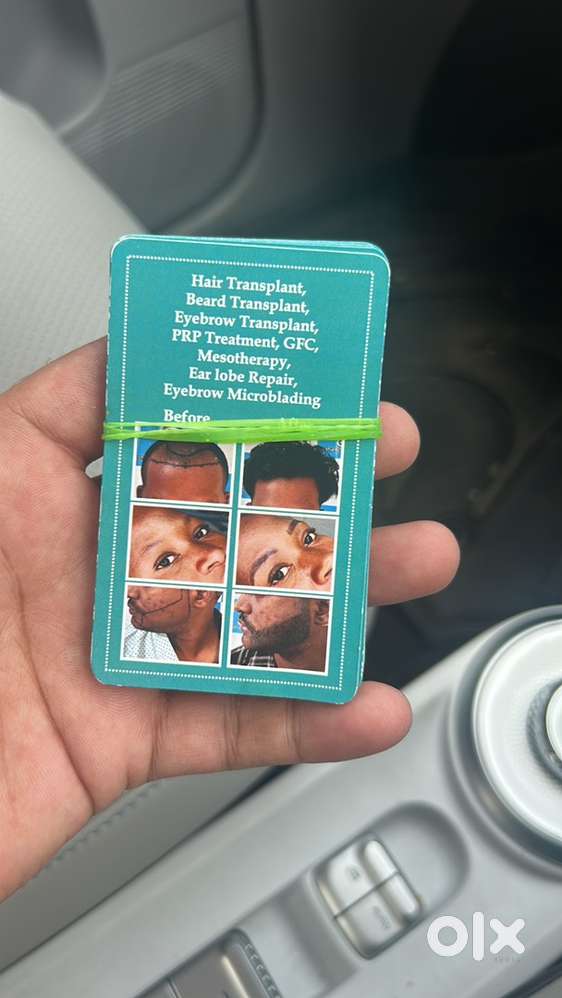 Hair Transplant,
Beard Transplant,
Eyebrow Transplant,
PRP Treatment, GFC,
Mesotherapy,
Ear lobe Repair,
Eyebrow Microblading
Before
olx